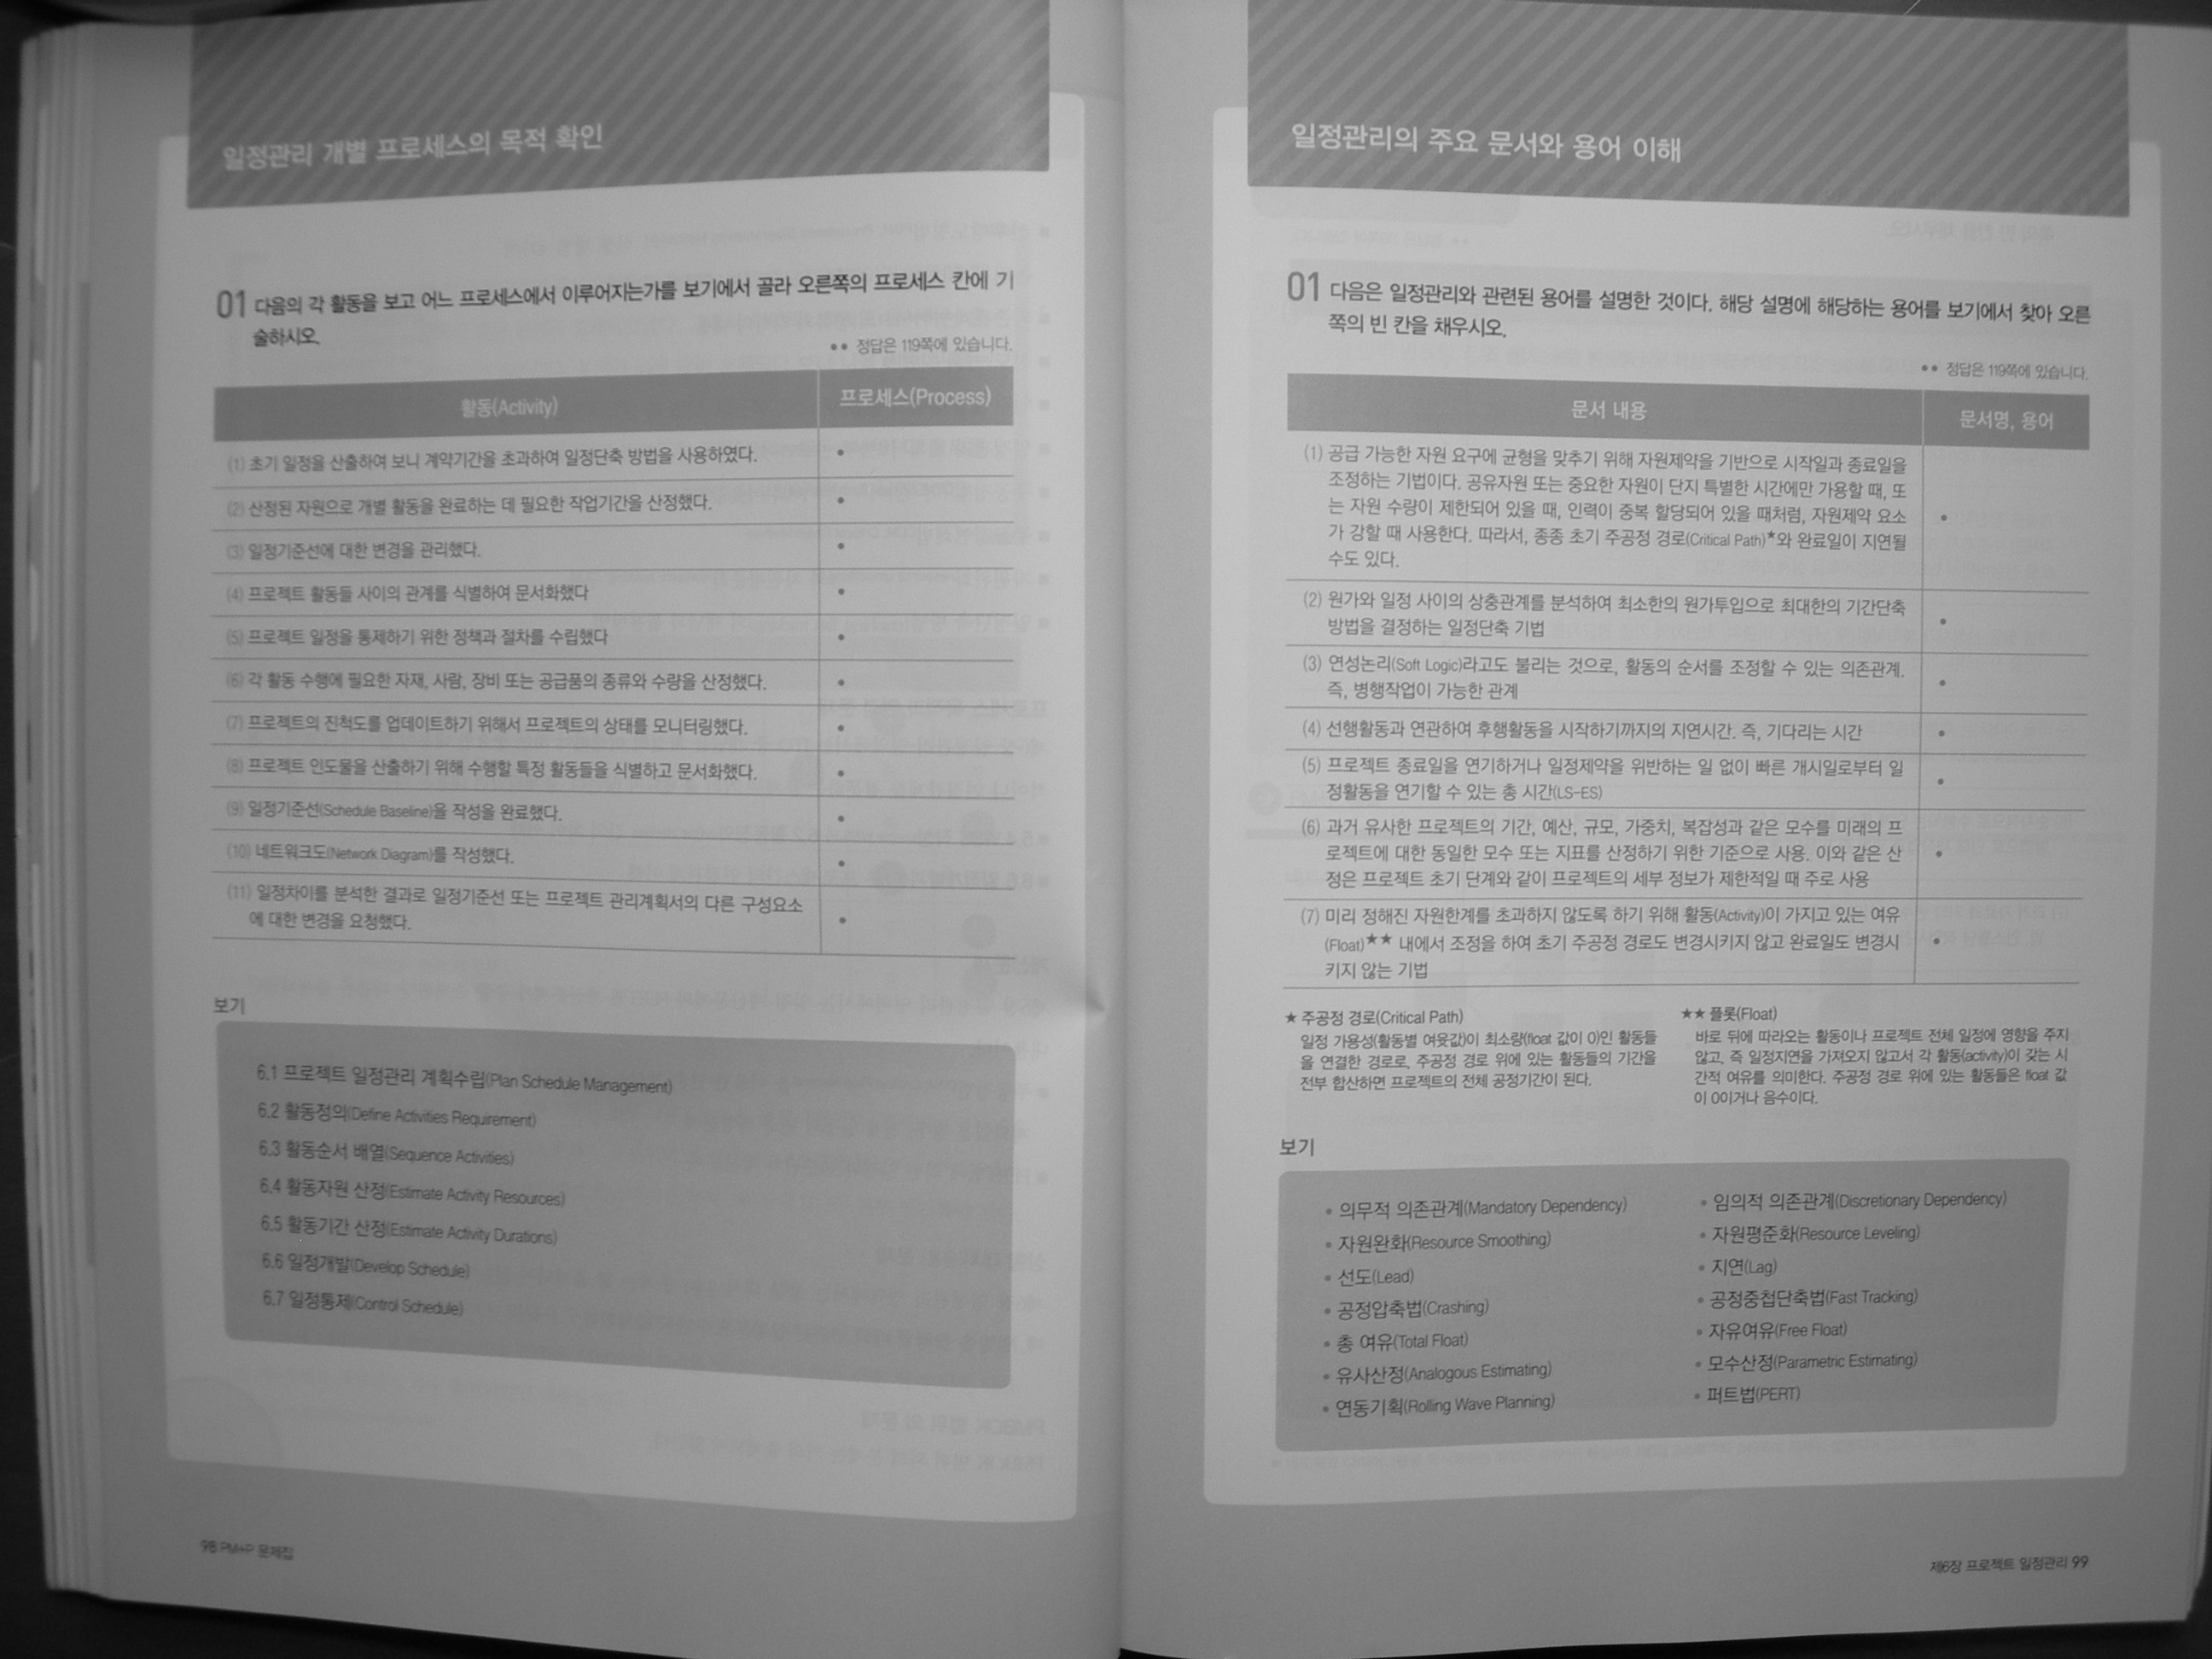 일정관리 개별 프로세스의 목적 확인
01 다음의 각 활동을 보고 어느 프로세스에서 이루어지는가를 보기에서 골라 오른쪽의 프로세스 칸에 기
술하시오.
•• 정답은 119쪽에 있습니다.
활동(Activity) 프로세스(Process)
(1) 초기 일정을 산출하여 보니 계약기간을 초과하여 일정단축 방법을 사용하였다. •
(2) 산정된 자원으로 개별 활동을 완료하는 데 필요한 작업기간을 산정했다. •
(3) 일정기준선에 대한 변경을 관리했다. •
(4) 프로젝트 활동들 사이의 관계를 식별하여 문서화했다 •
(5) 프로젝트 일정을 통제하기 위한 정책과 절차를 수립했다 •
(6) 각 활동 수행에 필요한 자재, 사람, 장비 또는 공급품의 종류와 수량을 산정했다. •
(7) 프로젝트의 진척도를 업데이트하기 위해서 프로젝트의 상태를 모니터링했다. •
(8) 프로젝트 인도물을 산출하기 위해 수행할 특정 활동들을 식별하고 문서화했다. •
(9) 일정기준선(Schedule Baseline)을 작성을 완료했다. •
(10) 네트워크도(Network Diagram)를 작성했다. •
(11) 일정차이를 분석한 결과로 일정기준선 또는 프로젝트 관리계획서의 다른 구성요소
에 대한 변경을 요청했다. •
보기
6.1 프로젝트 일정관리 계획수립(Plan Schedule Management)
6.2 활동정의(Define Activities Requirement)
6.3 활동순서 배열(Sequence Activities)
6.4 활동자원 산정(Estimate Activity Resources)
6.5 활동기간 산정(Estimate Activity Durations)
6.6 일정개발(Develop Schedule)
6.7 일정통제(Control Schedule)
98 PM+P 문제집
일정관리의 주요 문서와 용어 이해
01 다음은 일정관리와 관련된 용어를 설명한 것이다. 해당 설명에 해당하는 용어를 보기에서 찾아 오른
쪽의 빈 칸을 채우시오.
•• 정답은 119쪽에 있습니다.
문서 내용 문서명, 용어
(1) 공급 가능한 자원 요구에 균형을 맞추기 위해 자원제약을 기반으로 시작일과 종료일을
조정하는 기법이다. 공유자원 또는 중요한 자원이 단지 특별한 시간에만 가용할 때, 또
는 자원 수량이 제한되어 있을 때, 인력이 중복 할당되어 있을 때처럼, 자원제약 요소 •
가 강할 때 사용한다. 따라서, 종종 초기 주공정 경로(Critical Path)★와 완료일이 지연될
수도 있다.
(2) 원가와 일정 사이의 상충관계를 분석하여 최소한의 원가투입으로 최대한의 기간단축
방법을 결정하는 일정단축 기법 •
(3) 연성논리(Soft Logic)라고도 불리는 것으로, 활동의 순서를 조정할 수 있는 의존관계.
즉, 병행작업이 가능한 관계 •
(4) 선행활동과 연관하여 후행활동을 시작하기까지의 지연시간. 즉, 기다리는 시간 •
(5) 프로젝트 종료일을 연기하거나 일정제약을 위반하는 일 없이 빠른 개시일로부터 일
정활동을 연기할 수 있는 총 시간(LS-ES) •
(6) 과거 유사한 프로젝트의 기간, 예산, 규모, 가중치, 복잡성과 같은 모수를 미래의 프
로젝트에 대한 동일한 모수 또는 지표를 산정하기 위한 기준으로 사용. 이와 같은 산 •
정은 프로젝트 초기 단계와 같이 프로젝트의 세부 정보가 제한적일 때 주로 사용
(7) 미리 정해진 자원한계를 초과하지 않도록 하기 위해 활동(Activity)이 가지고 있는 여유
(Float)★★ 내에서 조정을 하여 초기 주공정 경로도 변경시키지 않고 완료일도 변경시 •
키지 않는 기법
★ 주공정 경로(Critical Path)
일정 가용성(활동별 여윳값)이 최소량(float 값이 0)인 활동들
을 연결한 경로로, 주공정 경로 위에 있는 활동들의 기간을
전부 합산하면 프로젝트의 전체 공정기간이 된다.
★★ 플롯(Float)
바로 뒤에 따라오는 활동이나 프로젝트 전체 일정에 영향을 주지
않고, 즉 일정지연을 가져오지 않고서 각 활동(activity)이 갖는 시
간적 여유를 의미한다. 주공정 경로 위에 있는 활동들은 float 값
이 0이거나 음수이다.
보기
• 의무적 의존관계(Mandatory Dependency)
• 자원완화(Resource Smoothing)
• 선도(Lead)
• 공정압축법(Crashing)
• 총 여유(Total Float)
• 유사산정(Analogous Estimating)
• 연동기획(Rolling Wave Planning)
• 임의적 의존관계(Discretionary Dependency)
• 자원평준화(Resource Leveling)
• 지연(Lag)
• 공정중첩단축법(Fast Tracking)
• 자유여유(Free Float)
• 모수산정(Parametric Estimating)
• 퍼트법(PERT)
제6장 프로젝트 일정관리 99